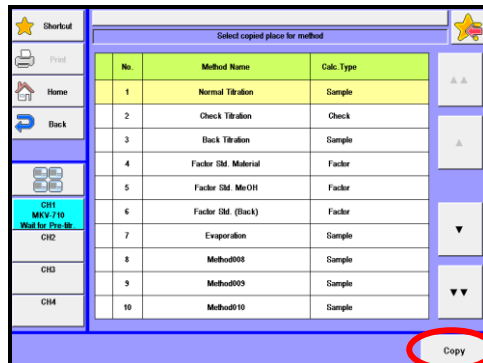 Shortcut
Print
Home
Back
CH1
MKV-710
Wait for Pre-titr.
CH2
CH3
CH4
Select copied place for method
No. Method Name Calc.Type
1 Normal Titration Sample
2 Check Titration Check
3 Back Titration Sample
4 Factor Std. Material Factor
5 Factor Std. MeOH Factor
6 Factor Std. (Back) Factor
7 Evaporation Sample
8 Method008 Sample
9 Method009 Sample
10 Method010 Sample
Copy